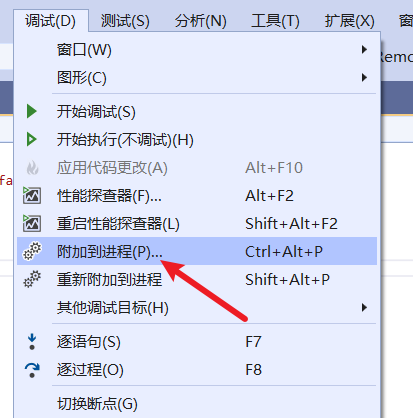 调试(D) 测试(S) 分析(N) 工具(T) 扩展(X)
窗口(W)
Remo
图形(C)
开始调试(S)
开始执行(不调试)(H)
应用代码更改(A) Alt+F10
fa
性能探查器(F)... Alt+F2
重启性能探查器(L) Shift+Alt+F2
附加到进程(P)... Ctrl+Alt+P
重新附加到进程 Shift+Alt+P
其他调试目标(H)
逐语句(S) F7
逐过程(O) F8
切换断点(G)